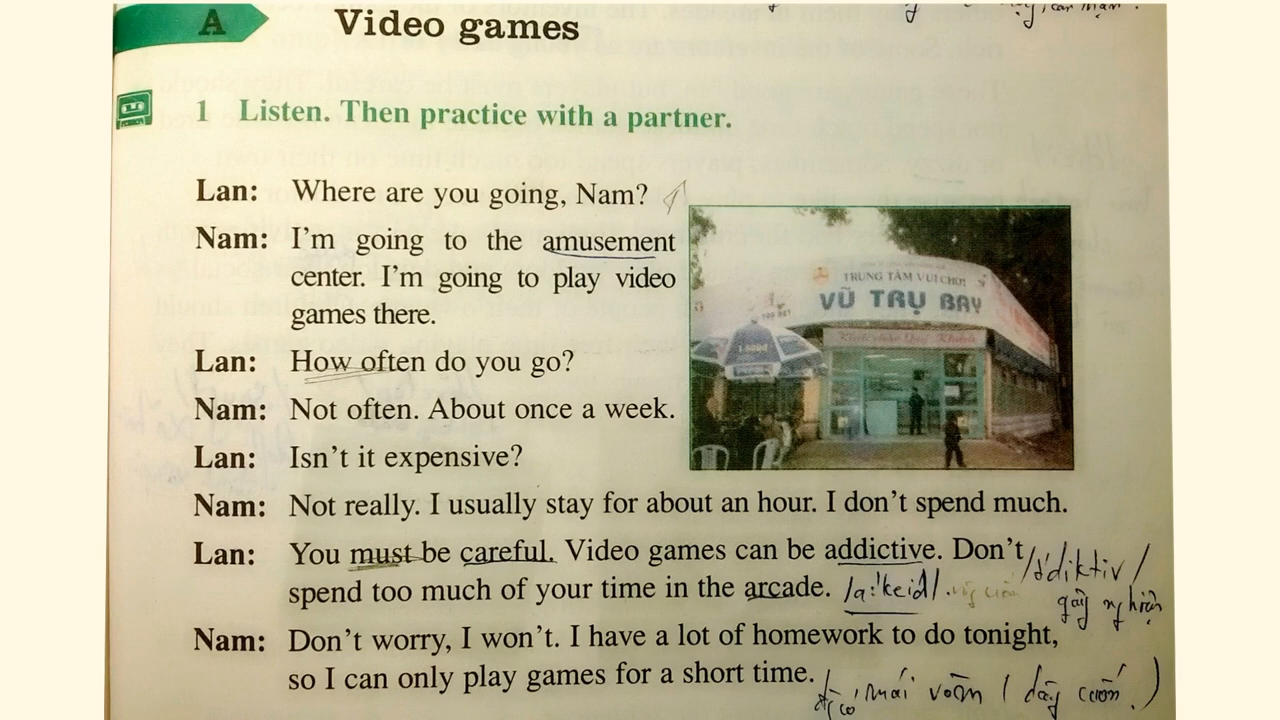 A Video games
1 Listen. Then practice with a partner.
Lan: Where are you going, Nam?
Nam: I'm going to the amusement
center. I'm going to play video
games there.
TRUNG TÂM VUI CHƠI
VŨ TRỤ BAY
Lan: How often do you go?
Nam: Not often. About once a week.
Lan: Isn't it expensive?
Nam: Not really. I usually stay for about an hour. I don't spend much.
Lan: You must be careful. Video games can be addictive. Don't
spend too much of your time in the arcade. /a:'keid/
/ə'diktiv/
gây nghiện
Nam: Don't worry, I won't. I have a lot of homework to do tonight,
so I can only play games for a short time.
có mái vòm ( dãy cuốn )